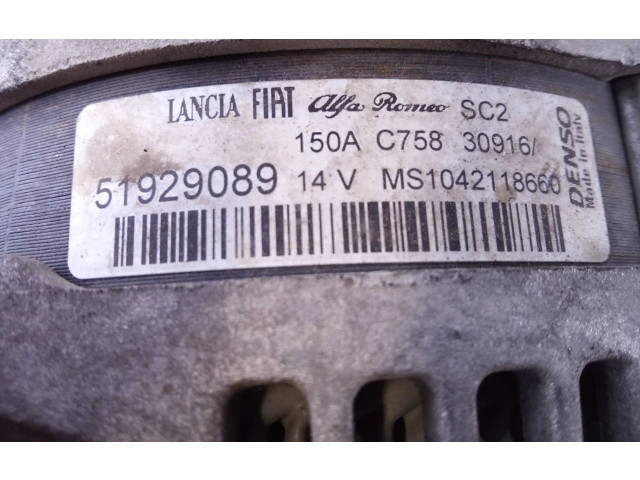 LANCIA FIAT Alfa Romeo SC2
150A C758 30916/
51929089 14 V MS1042118660
DENSO
Made in Italy